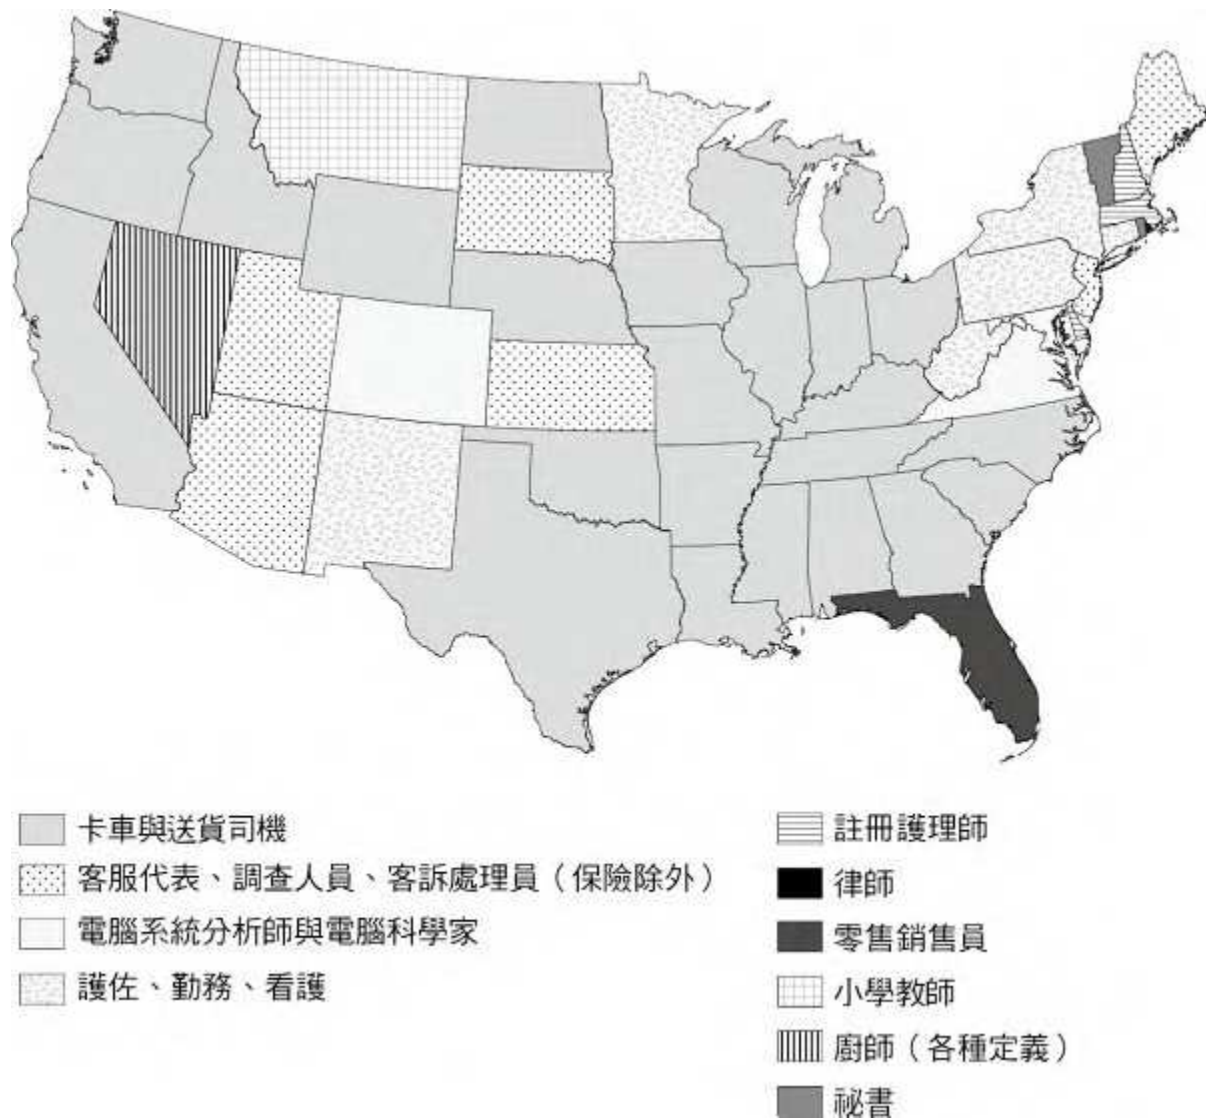 卡車與送貨司機
客服代表、調查人員、客訴處理員（保險除外）
電腦系統分析師與電腦科學家
護佐、勤務、看護
註冊護理師
律師
零售銷售員
小學教師
廚師（各種定義）
祕書